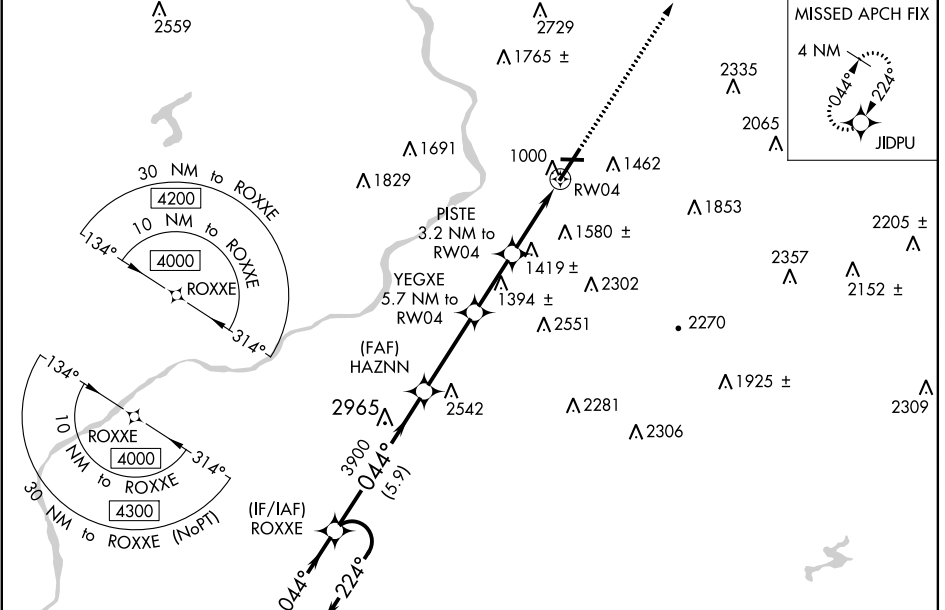 2559
2729
1765 ±
MISSED APCH FIX
4 NM
044°
224°
JIDPU
2335
2065
1691
1829
1000
1462
RW04
30 NM to ROXXE
4200
10 NM to ROXXE
4000
134°
ROXXE
314°
PISTE
3.2 NM to
RW04
1853
1580 ±
1419 ±
2205 ±
2357
2152 ±
YEGXE
5.7 NM to
RW04
1394 ±
2302
2551
2270
(FAF)
HAZNN
134°
ROXXE
314°
4000
10 NM to ROXXE
4300
30 NM to ROXXE (NoPT)
2965
2542
2281
2306
1925 ±
2309
3900
044°
(5.9)
(IF/IAF)
ROXXE
044°
224°